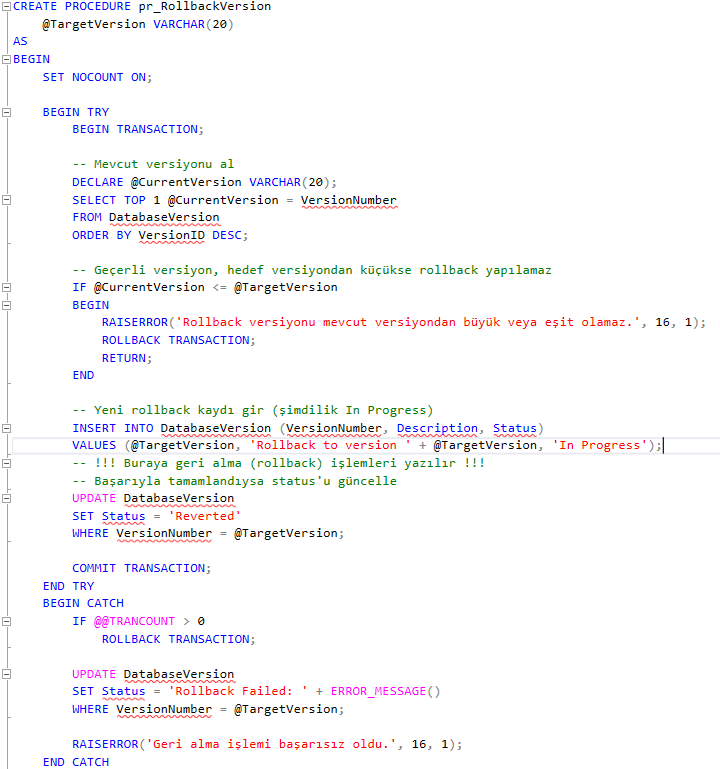 CREATE PROCEDURE pr_RollbackVersion
    @TargetVersion VARCHAR(20)
AS
BEGIN
    SET NOCOUNT ON;

    BEGIN TRY
        BEGIN TRANSACTION;

        -- Mevcut versiyonu al
        DECLARE @CurrentVersion VARCHAR(20);
        SELECT TOP 1 @CurrentVersion = VersionNumber
        FROM DatabaseVersion
        ORDER BY VersionID DESC;

        -- Geçerli versiyon, hedef versiyondan küçükse rollback yapılamaz
        IF @CurrentVersion <= @TargetVersion
        BEGIN
            RAISERROR('Rollback versiyonu mevcut versiyondan büyük veya eşit olamaz.', 16, 1);
            ROLLBACK TRANSACTION;
            RETURN;
        END

        -- Yeni rollback kaydı gir (şimdilik In Progress)
        INSERT INTO DatabaseVersion (VersionNumber, Description, Status)
        VALUES (@TargetVersion, 'Rollback to version ' + @TargetVersion, 'In Progress');
        -- !!! Buraya geri alma (rollback) işlemleri yazılır !!!
        -- Başarıyla tamamlandıysa status'u güncelle
        UPDATE DatabaseVersion
        SET Status = 'Reverted'
        WHERE VersionNumber = @TargetVersion;

        COMMIT TRANSACTION;
    END TRY
    BEGIN CATCH
        IF @@TRANCOUNT > 0
            ROLLBACK TRANSACTION;

        UPDATE DatabaseVersion
        SET Status = 'Rollback Failed: ' + ERROR_MESSAGE()
        WHERE VersionNumber = @TargetVersion;

        RAISERROR('Geri alma işlemi başarısız oldu.', 16, 1);
    END CATCH